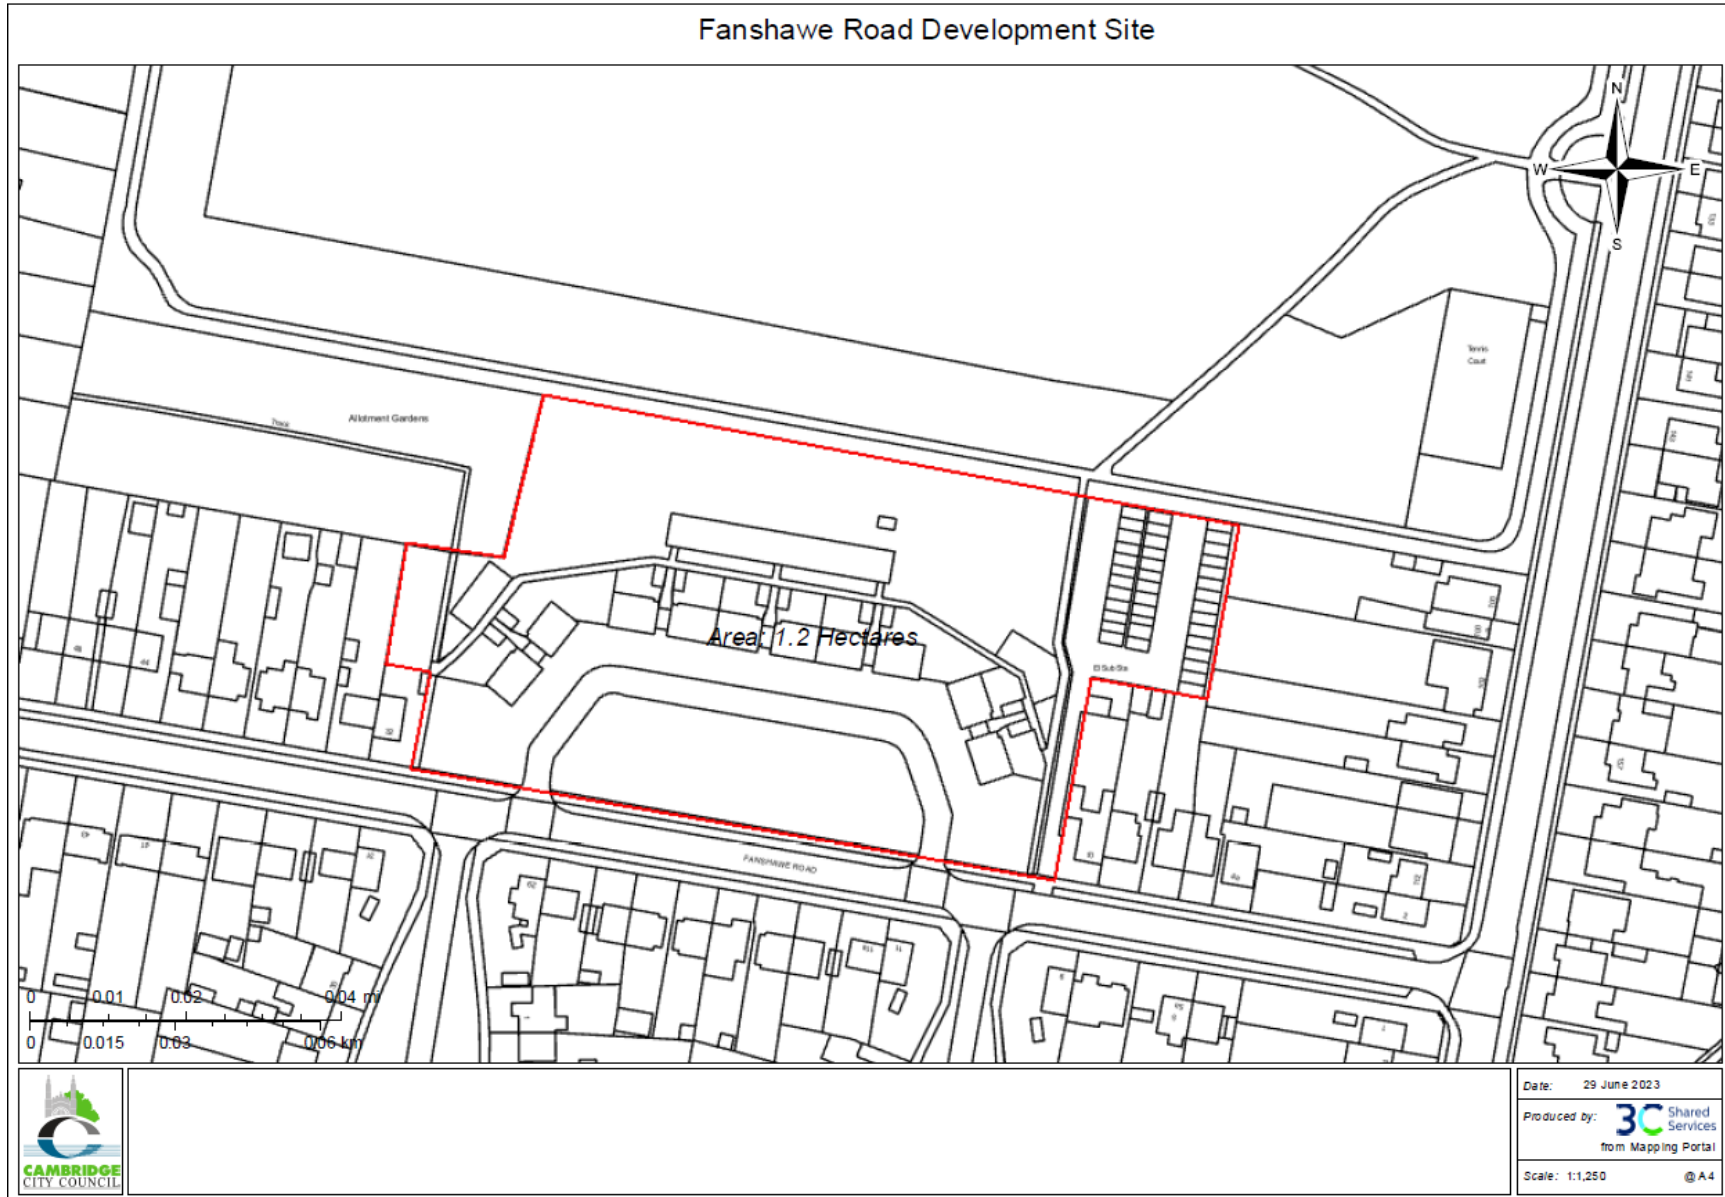 Fanshawe Road Development Site
N
W
E
S
Tennis
Court
Allotment Gardens
Track
Area: 1.2 Hectares
El Sub Sta
FANSHAWE ROAD
0 0.01 0.02 0.04 mi
0 0.015 0.03 0.06 km
CAMBRIDGE
CITY COUNCIL
Date: 29 June 2023
Produced by: 3C Shared
Services
from Mapping Portal
Scale: 1:1,250 @ A4